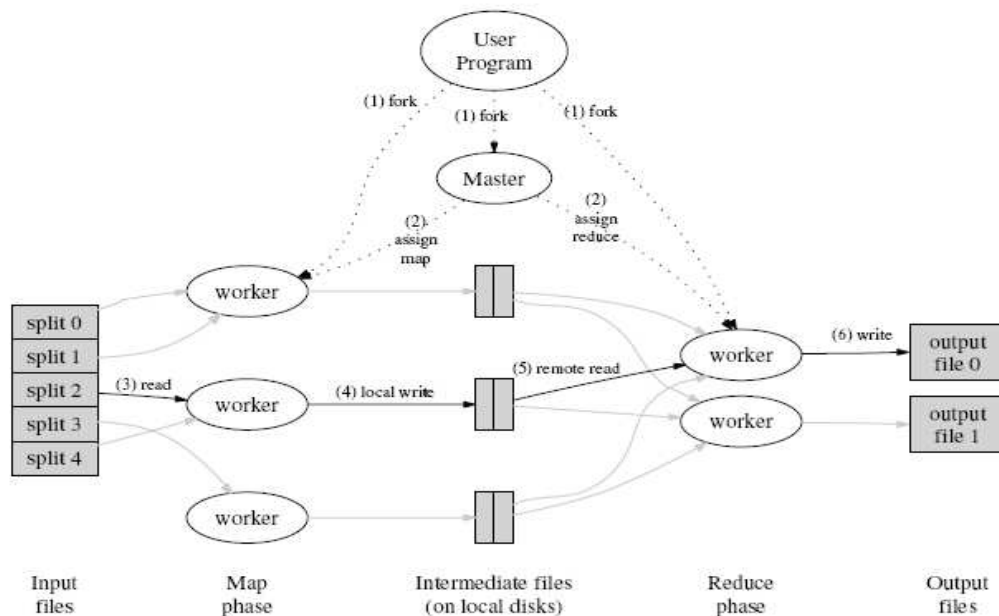 User
Program
(1) fork
(1) fork
(1) fork
Master
(2)
assign
map
(2)
assign
reduce
worker
split 0
split 1
split 2
split 3
split 4
(3) read
worker
(4) local write
(5) remote read
worker
(6) write
output
file 0
worker
output
file 1
worker
Input
files
Map
phase
Intermediate files
(on local disks)
Reduce
phase
Output
files